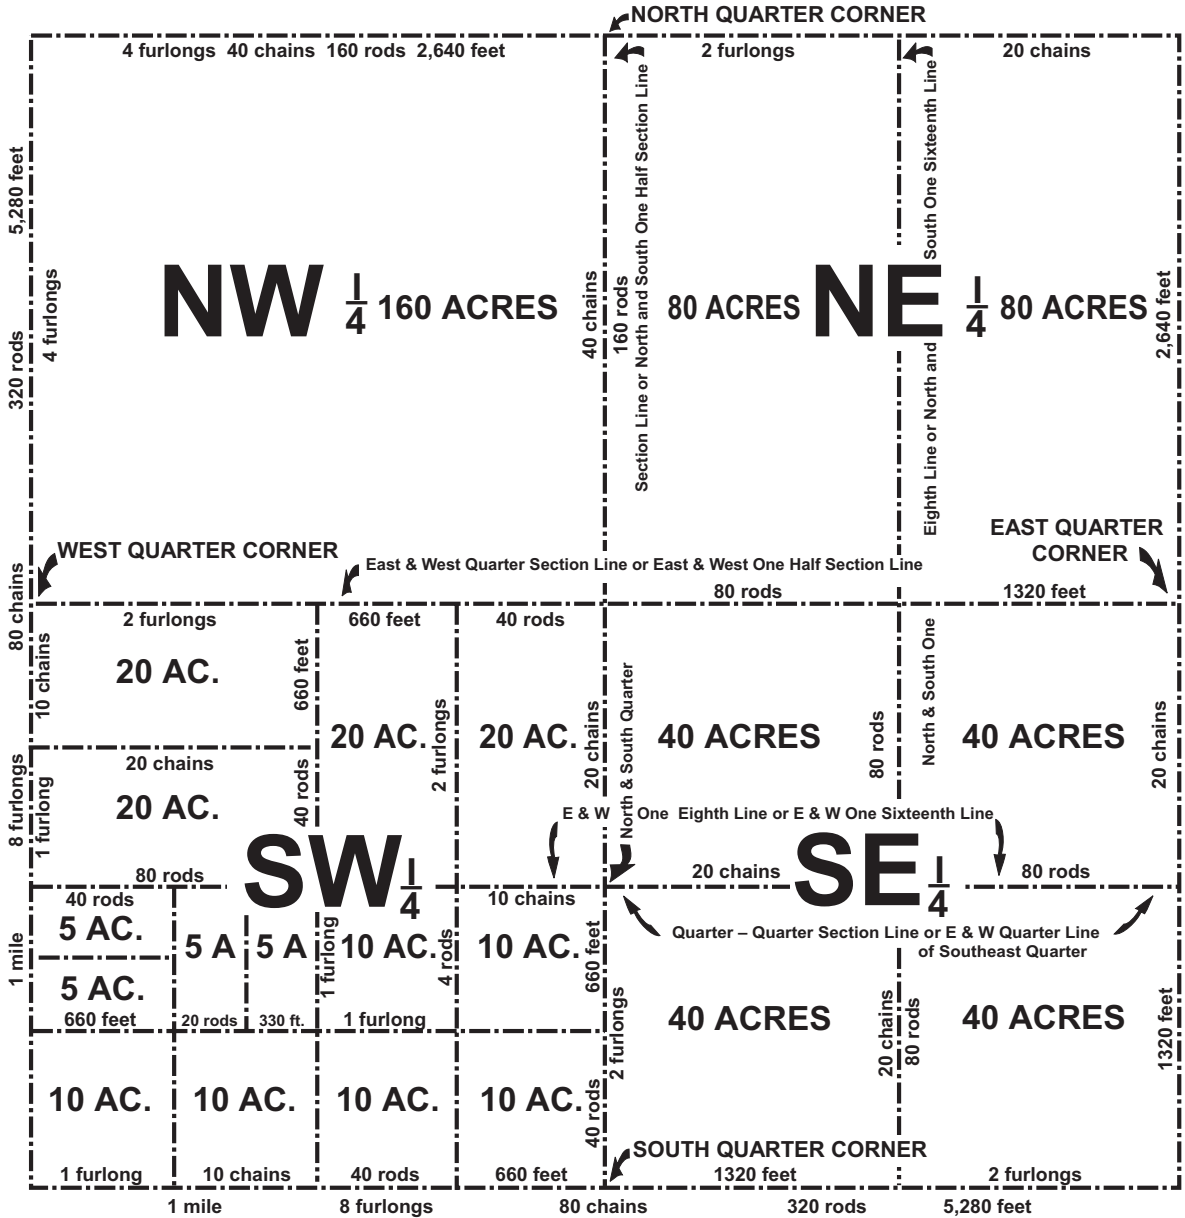 NORTH QUARTER CORNER
4 furlongs 40 chains 160 rods 2,640 feet
2 furlongs
20 chains
5,280 feet
320 rods
4 furlongs
NW 1/4 160 ACRES
40 chains
160 rods
Section Line or North and South One Half Section Line
80 ACRES NE 1/4 80 ACRES
Eighth Line or North and South One Sixteenth Line
2,640 feet
WEST QUARTER CORNER
EAST QUARTER
CORNER
East & West Quarter Section Line or East & West One Half Section Line
80 rods
1320 feet
80 chains
2 furlongs
660 feet
40 rods
10 chains
20 AC.
660 feet
20 AC.
2 furlongs
20 AC.
20 chains
North & South Quarter
40 ACRES
80 rods
North & South One
40 ACRES
20 chains
20 chains
8 furlongs
1 furlong
20 AC.
40 rods
E & W One Eighth Line or E & W One Sixteenth Line
80 rods
SW 1/4
20 chains
SE 1/4
80 rods
40 rods
10 chains
5 AC.
5 A
5 A
1 furlong
10 AC.
4 rods
10 AC.
660 feet
Quarter – Quarter Section Line or E & W Quarter Line
of Southeast Quarter
1 mile
5 AC.
660 feet
20 rods
330 ft.
1 furlong
2 furlongs
40 ACRES
20 chains
80 rods
40 ACRES
1320 feet
10 AC.
10 AC.
10 AC.
10 AC.
40 rods
SOUTH QUARTER CORNER
1 furlong
10 chains
40 rods
660 feet
1320 feet
2 furlongs
1 mile
8 furlongs
80 chains
320 rods
5,280 feet